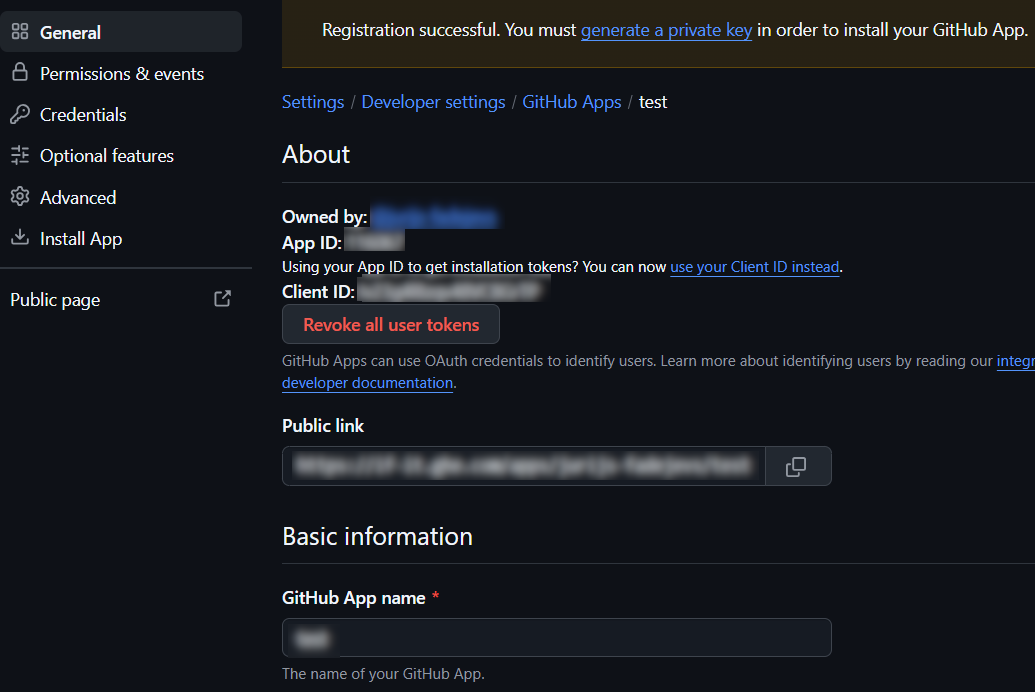 General
Permissions & events
Credentials
Optional features
Advanced
Install App
Public page
Registration successful. You must generate a private key in order to install your GitHub App.
Settings / Developer settings / GitHub Apps / test
About
Owned by:
App ID:
Using your App ID to get installation tokens? You can now use your Client ID instead.
Client ID:
Revoke all user tokens
GitHub Apps can use OAuth credentials to identify users. Learn more about identifying users by reading our integr
developer documentation.
Public link
Basic information
GitHub App name *
The name of your GitHub App.